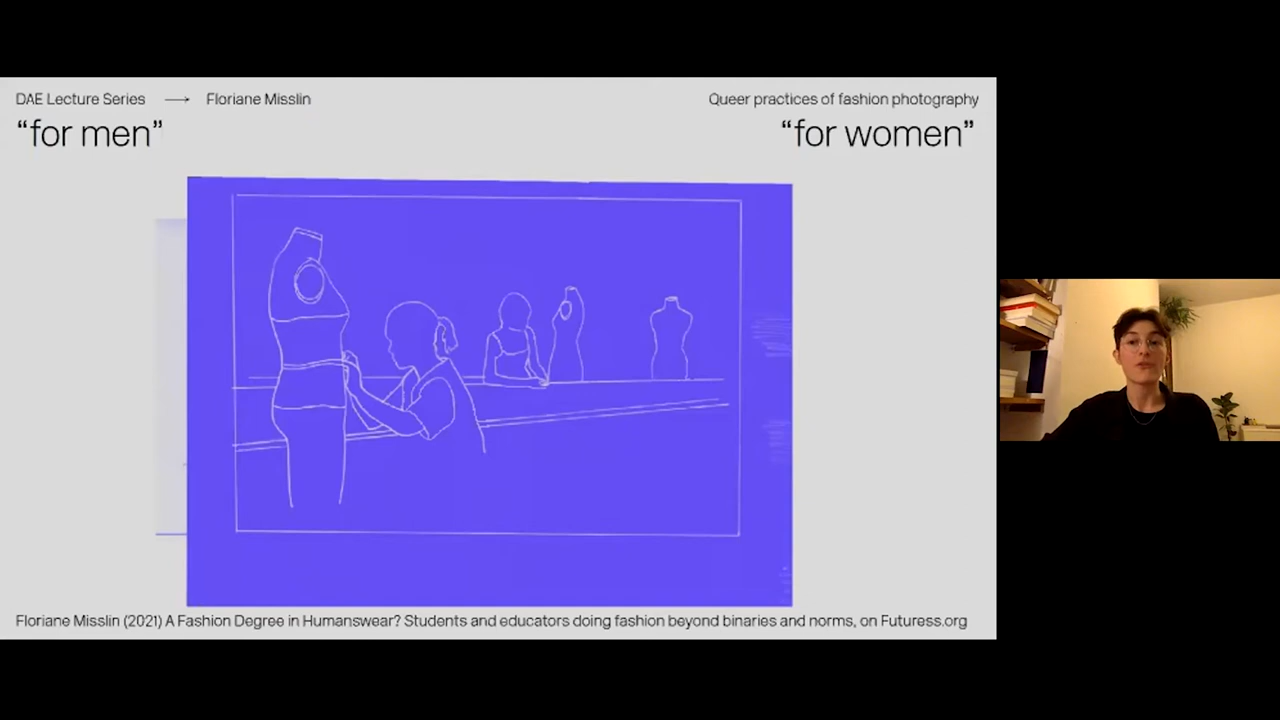 DAE Lecture Series → Floriane Misslin
Queer practices of fashion photography
“for men”
“for women”
Floriane Misslin (2021) A Fashion Degree in Humanswear? Students and educators doing fashion beyond binaries and norms, on Futuress.org